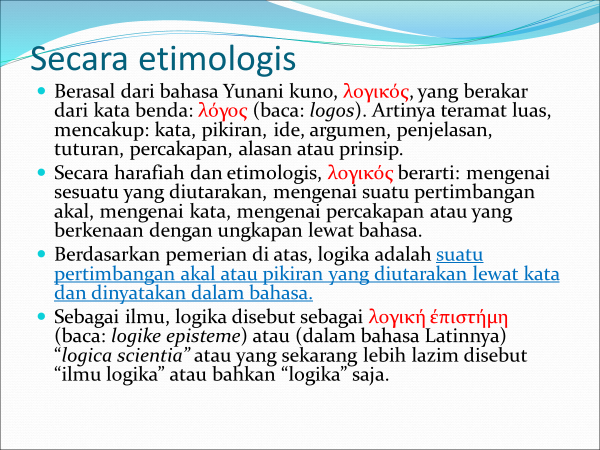 Secara etimologis
• Berasal dari bahasa Yunani kuno, λογικός, yang berakar
dari kata benda: λόγος (baca: logos). Artinya teramat luas,
mencakup: kata, pikiran, ide, argumen, penjelasan,
tuturan, percakapan, alasan atau prinsip.
• Secara harafiah dan etimologis, λογικός berarti: mengenai
sesuatu yang diutarakan, mengenai suatu pertimbangan
akal, mengenai kata, mengenai percakapan atau yang
berkenaan dengan ungkapan lewat bahasa.
• Berdasarkan pemerian di atas, logika adalah suatu
pertimbangan akal atau pikiran yang diutarakan lewat kata
dan dinyatakan dalam bahasa.
• Sebagai ilmu, logika disebut sebagai λογική έπιστήμη
(baca: logike episteme) atau (dalam bahasa Latinnya)
“logica scientia” atau yang sekarang lebih lazim disebut
“ilmu logika” atau bahkan “logika” saja.